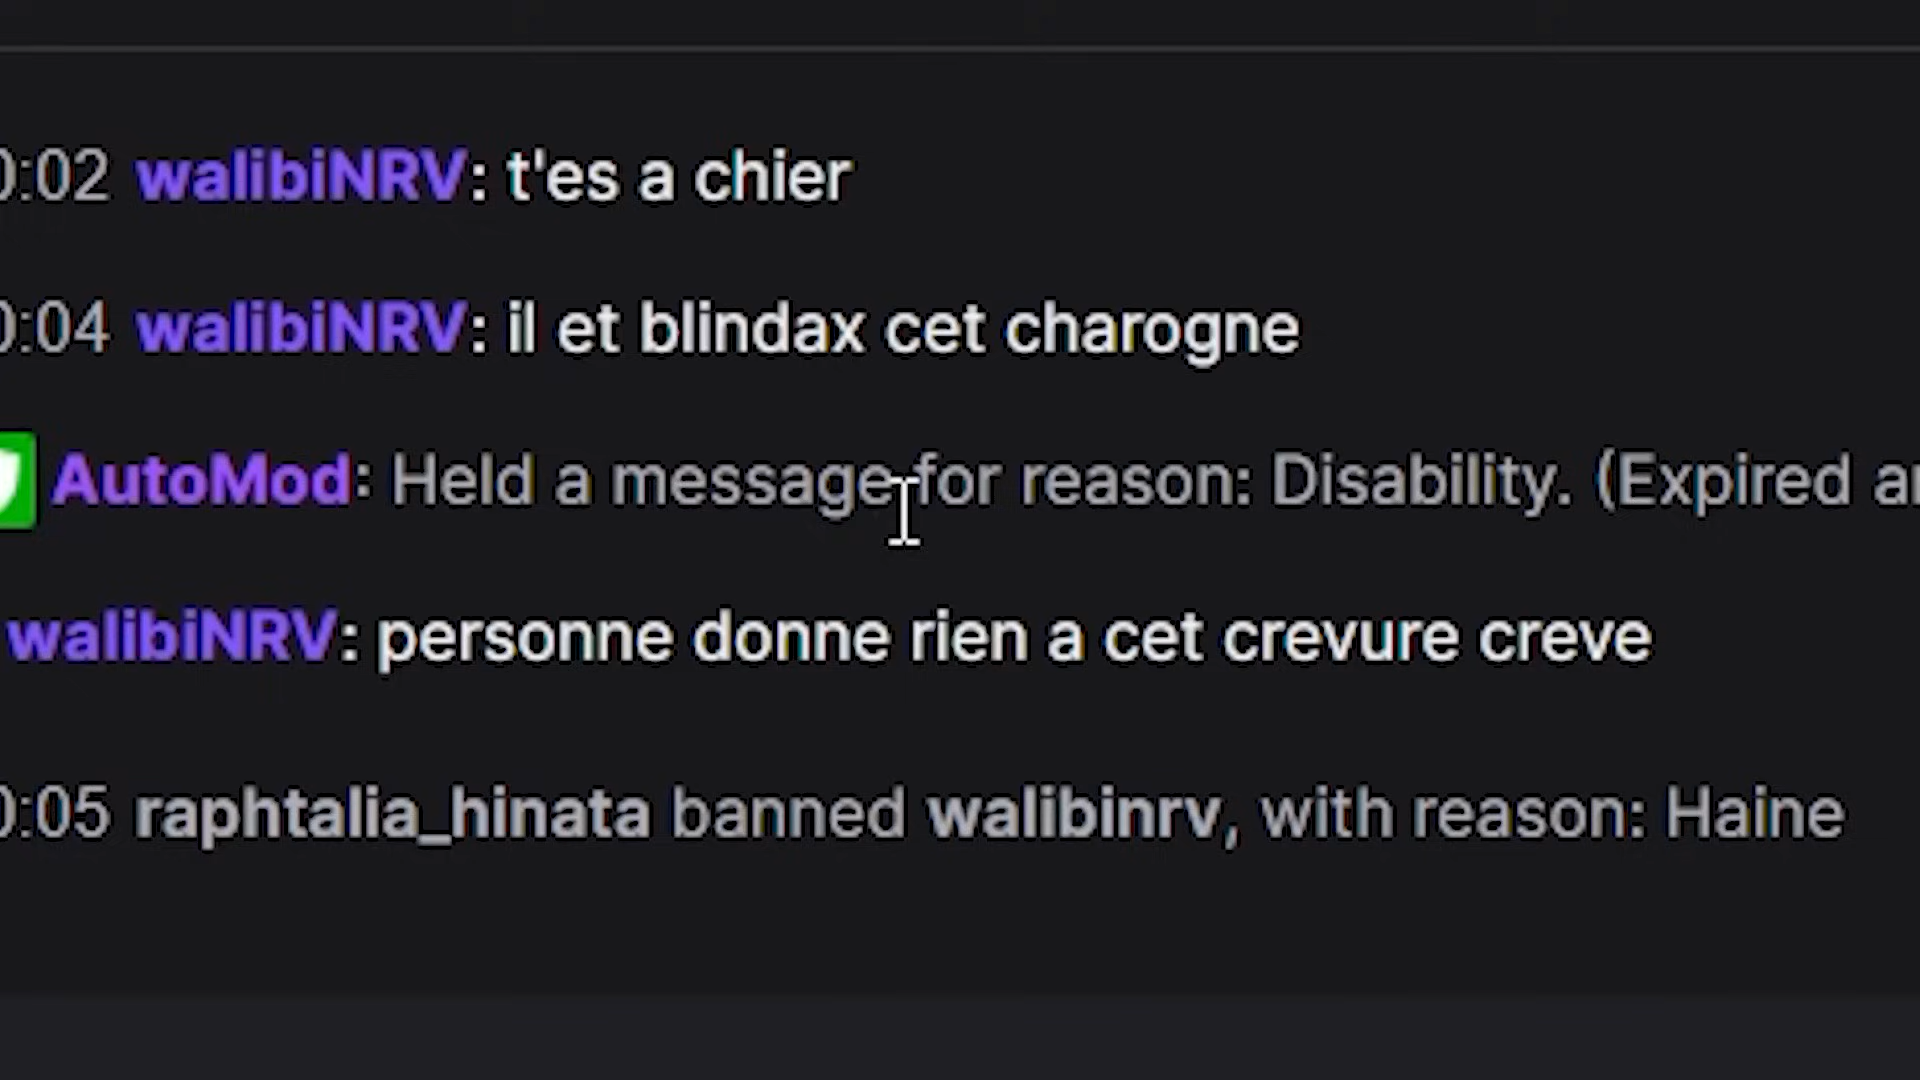 0:02 walibiNRV: t'es a chier
0:04 walibiNRV: il et blindax cet charogne
AutoMod: Held a message for reason: Disability. (Expired
walibiNRV: personne donne rien a cet crevure creve
0:05 raphtalia_hinata banned walibinrv, with reason: Haine